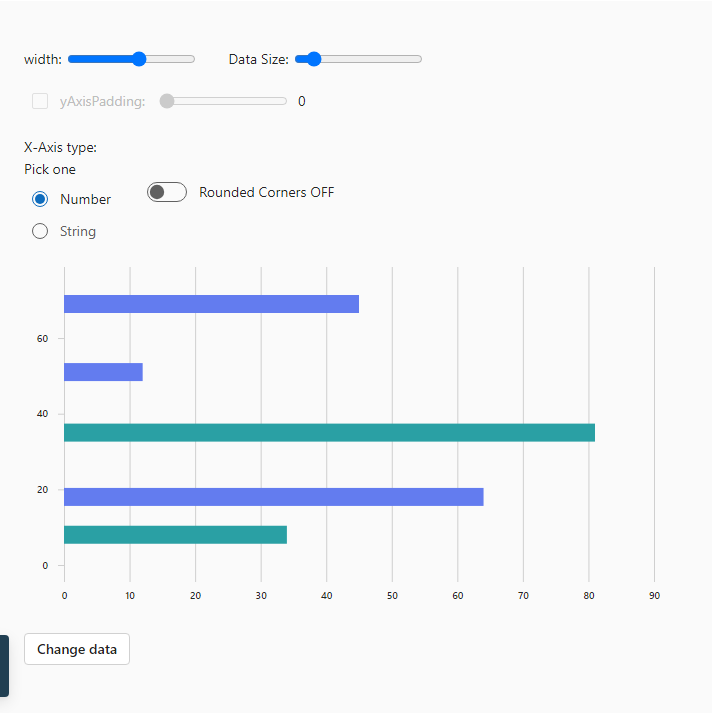 width: Data Size:
yAxisPadding: 0
X-Axis type:
Pick one
Number
Rounded Corners OFF
String
60
40
20
0
0 10 20 30 40 50 60 70 80 90
Change data